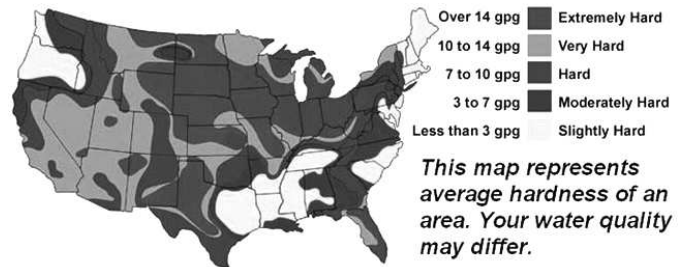 Over 14 gpg Extremely Hard
10 to 14 gpg Very Hard
7 to 10 gpg Hard
3 to 7 gpg Moderately Hard
Less than 3 gpg Slightly Hard
This map represents
average hardness of an
area. Your water quality
may differ.